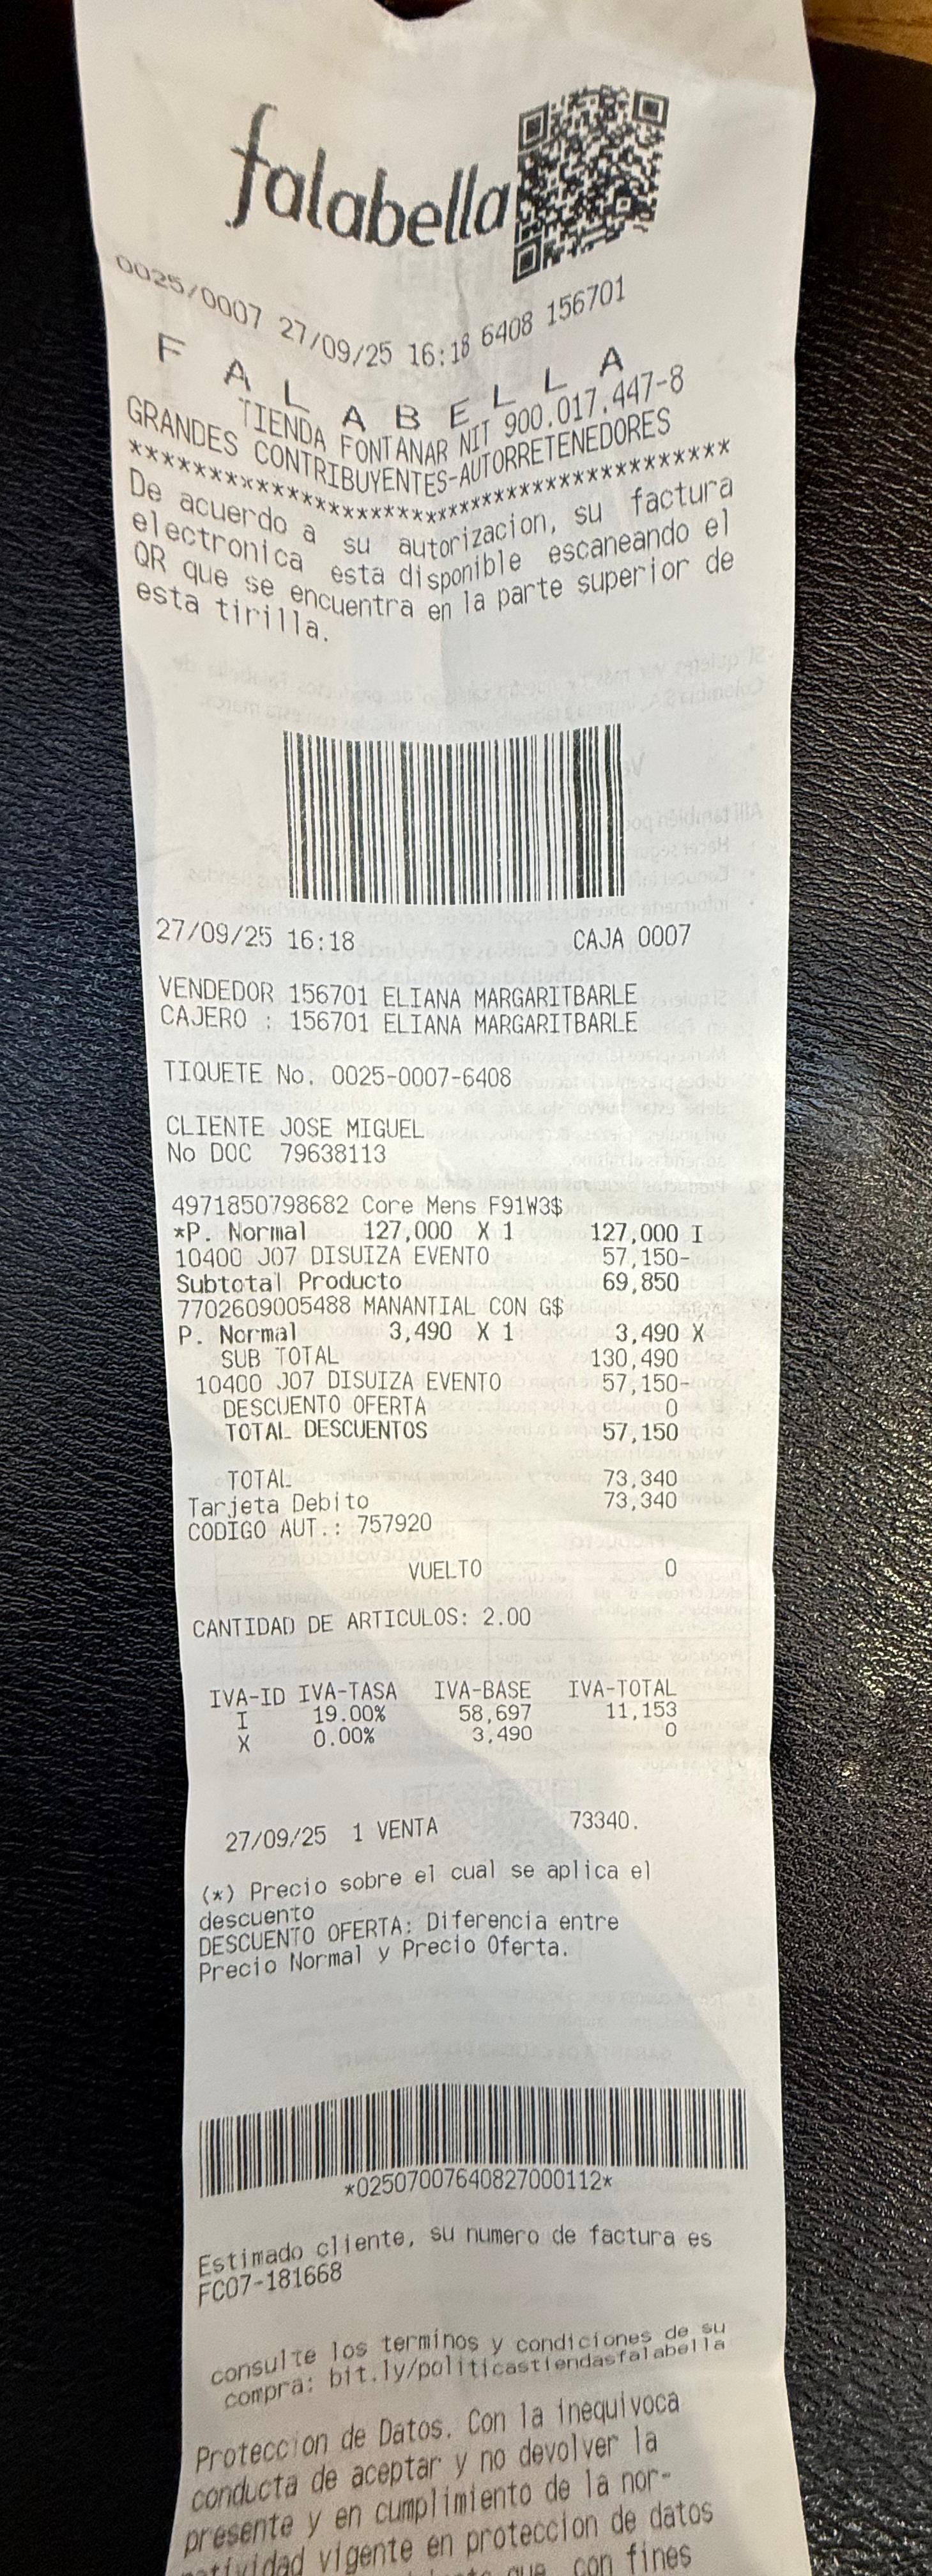 falabella
0025/0007 27/09/25 16:18 6408 156701
F A L A B E L L A
TIENDA FONTANAR NIT 900.017.447-8
GRANDES CONTRIBUYENTES-AUTORRETENEDORES
****************************************
De acuerdo a su autorizacion, su factura
electronica esta disponible escaneando el
QR que se encuentra en la parte superior de
esta tirilla.
27/09/25 16:18 CAJA 0007
VENDEDOR 156701 ELIANA MARGARITBARLE
CAJERO : 156701 ELIANA MARGARITBARLE
TIQUETE No. 0025-0007-6408
CLIENTE JOSE MIGUEL
No DOC 79638113
4971850798682 Core Mens F91W3$
*P. Normal 127,000 X 1 127,000 I
10400 J07 DISUIZA EVENTO 57,150-
Subtotal Producto 69,850
7702609005488 MANANTIAL CON G$
P. Normal 3,490 X 1 3,490 X
SUB TOTAL 130,490
10400 J07 DISUIZA EVENTO 57,150-
DESCUENTO OFERTA 0
TOTAL DESCUENTOS 57,150
TOTAL 73,340
Tarjeta Debito 73,340
CODIGO AUT.: 757920
VUELTO 0
CANTIDAD DE ARTICULOS: 2.00
IVA-ID IVA-TASA IVA-BASE IVA-TOTAL
I 19.00% 58,697 11,153
X 0.00% 3,490 0
27/09/25 1 VENTA 73340.
(*) Precio sobre el cual se aplica el
descuento
DESCUENTO OFERTA: Diferencia entre
Precio Normal y Precio Oferta.
*02507007640827000112*
Estimado cliente, su numero de factura es
FC07-181668
consulte los terminos y condiciones de su
compra: bit.ly/politicastiendasfalabella
Proteccion de Datos. Con la inequivoca
conducta de aceptar y no devolver la
presente y en cumplimiento de la nor-
matividad vigente en proteccion de datos
que, con fines